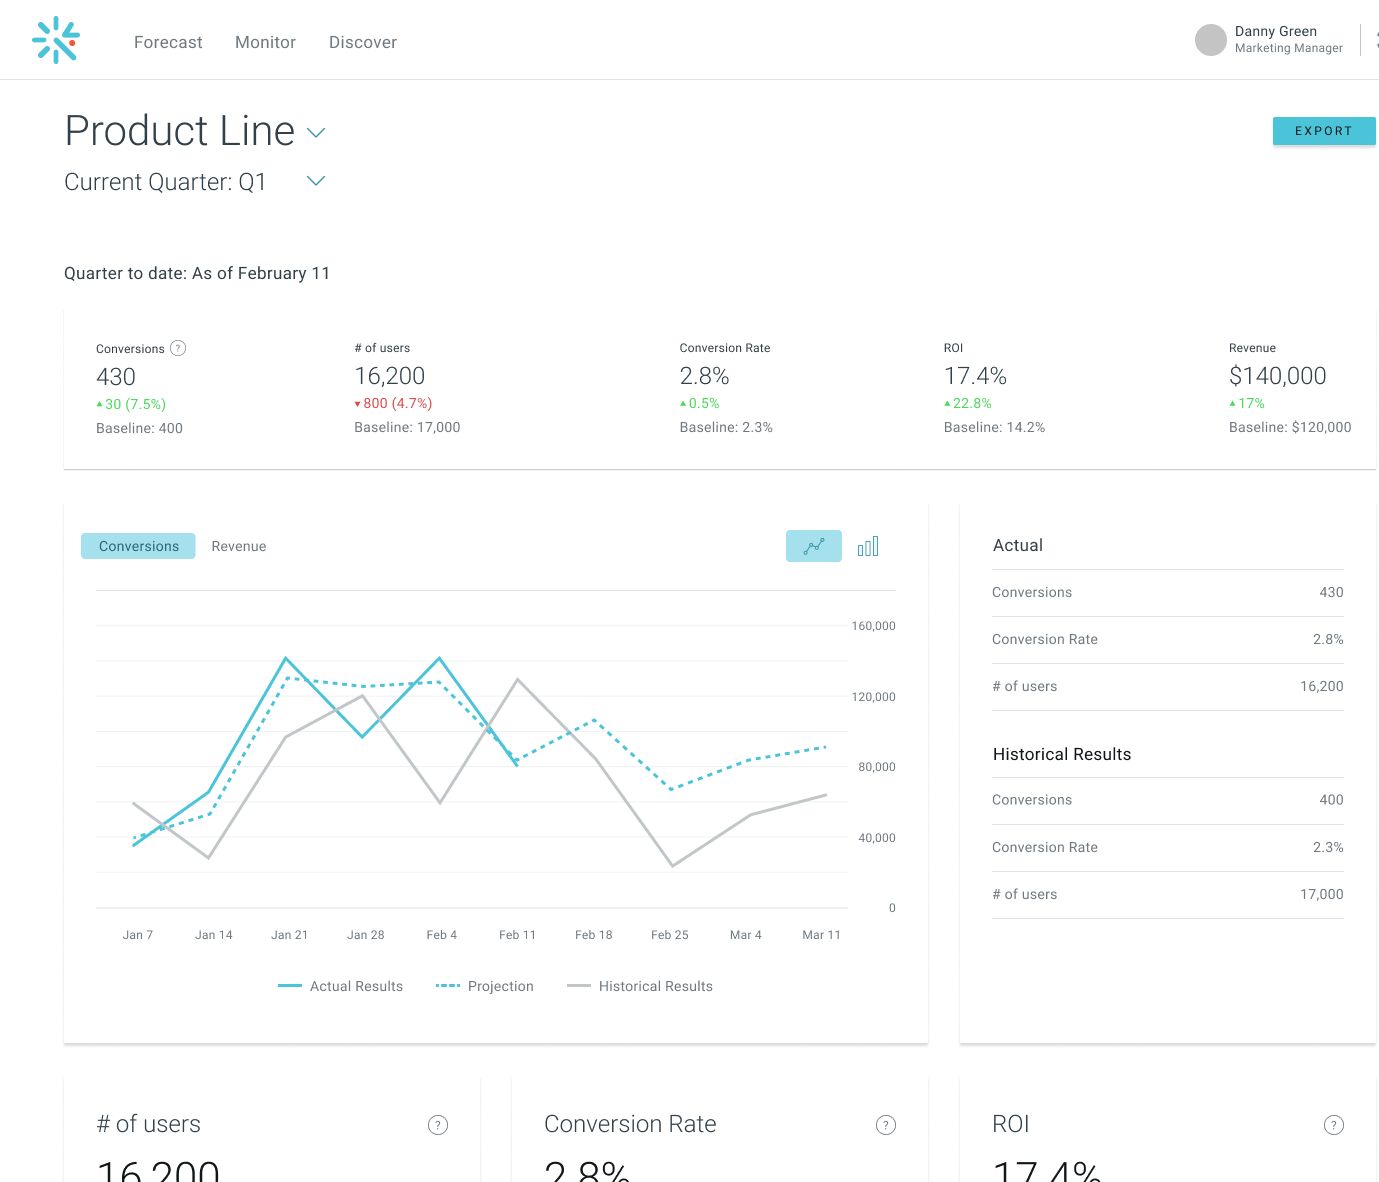 Forecast Monitor Discover
Danny Green
Marketing Manager
Product Line
EXPORT
Current Quarter: Q1
Quarter to date: As of February 11
Conversions ?
430
30 (7.5%)
Baseline: 400
# of users
16,200
800 (4.7%)
Baseline: 17,000
Conversion Rate
2.8%
0.5%
Baseline: 2.3%
ROI
17.4%
22.8%
Baseline: 14.2%
Revenue
$140,000
17%
Baseline: $120,000
Conversions Revenue
160,000
120,000
80,000
40,000
0
Jan 7 Jan 14 Jan 21 Jan 28 Feb 4 Feb 11 Feb 18 Feb 25 Mar 4 Mar 11
Actual Results Projection Historical Results
Actual
Conversions 430
Conversion Rate 2.8%
# of users 16,200
Historical Results
Conversions 400
Conversion Rate 2.3%
# of users 17,000
# of users ?
16,200
Conversion Rate ?
2.8%
ROI ?
17.4%